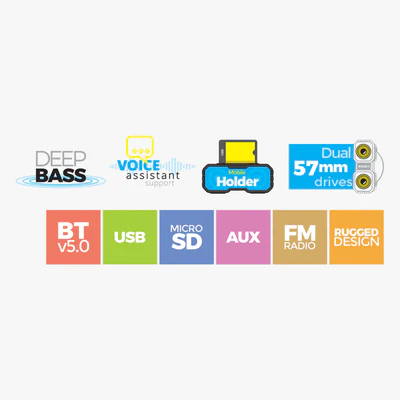 DEEP
BASS
VOICE
assistant
support
Mobile
Holder
Dual
57mm
drives
BT
v5.0
USB
MICRO
SD
AUX
FM
RADIO
RUGGED
DESIGN